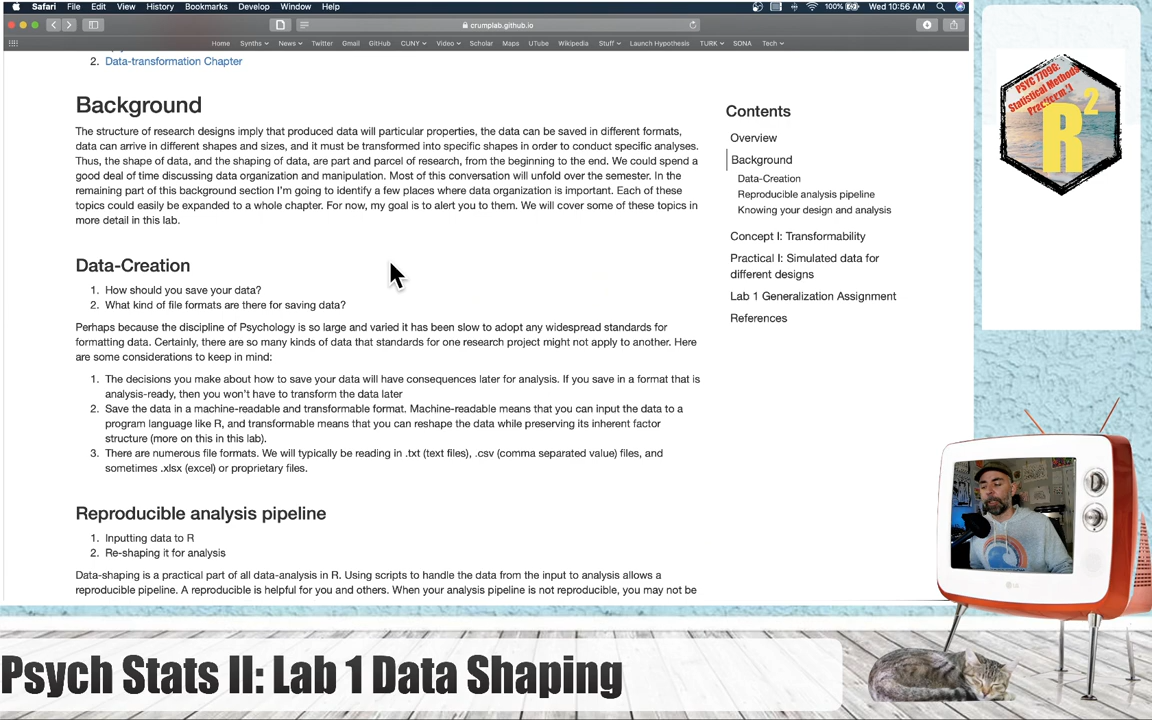 Safari File Edit View History Bookmarks Develop Window Help 100% Wed 10:56 AM
crumplab.github.io
Home Synths News Twitter Gmail GitHub CUNY Video Scholar Maps UTube Wikipedia Stuff Launch Hypothesis TURK SONA Tech
2. Data-transformation Chapter
Background
The structure of research designs imply that produced data will particular properties, the data can be saved in different formats,
data can arrive in different shapes and sizes, and it must be transformed into specific shapes in order to conduct specific analyses.
Thus, the shape of data, and the shaping of data, are part and parcel of research, from the beginning to the end. We could spend a
good deal of time discussing data organization and manipulation. Most of this conversation will unfold over the semester. In the
remaining part of this background section I'm going to identify a few places where data organization is important. Each of these
topics could easily be expanded to a whole chapter. For now, my goal is to alert you to them. We will cover some of these topics in
more detail in this lab.
Data-Creation
1. How should you save your data?
2. What kind of file formats are there for saving data?
Perhaps because the discipline of Psychology is so large and varied it has been slow to adopt any widespread standards for
formatting data. Certainly, there are so many kinds of data that standards for one research project might not apply to another. Here
are some considerations to keep in mind:
1. The decisions you make about how to save your data will have consequences later for analysis. If you save in a format that is
analysis-ready, then you won't have to transform the data later
2. Save the data in a machine-readable and transformable format. Machine-readable means that you can input the data to a
program language like R, and transformable means that you can reshape the data while preserving its inherent factor
structure (more on this in this lab).
3. There are numerous file formats. We will typically be reading in .txt (text files), .csv (comma separated value) files, and
sometimes .xlsx (excel) or proprietary files.
Reproducible analysis pipeline
1. Inputting data to R
2. Re-shaping it for analysis
Data-shaping is a practical part of all data-analysis in R. Using scripts to handle the data from the input to analysis allows a
reproducible pipeline. A reproducible is helpful for you and others. When your analysis pipeline is not reproducible, you may not be
Contents
Overview
Background
Data-Creation
Reproducible analysis pipeline
Knowing your design and analysis
Concept I: Transformability
Practical I: Simulated data for
different designs
Lab 1 Generalization Assignment
References
PSYC 7709G:
Statistical Methods
Practicum I
R2
D
LG
Psych Stats II: Lab 1 Data Shaping